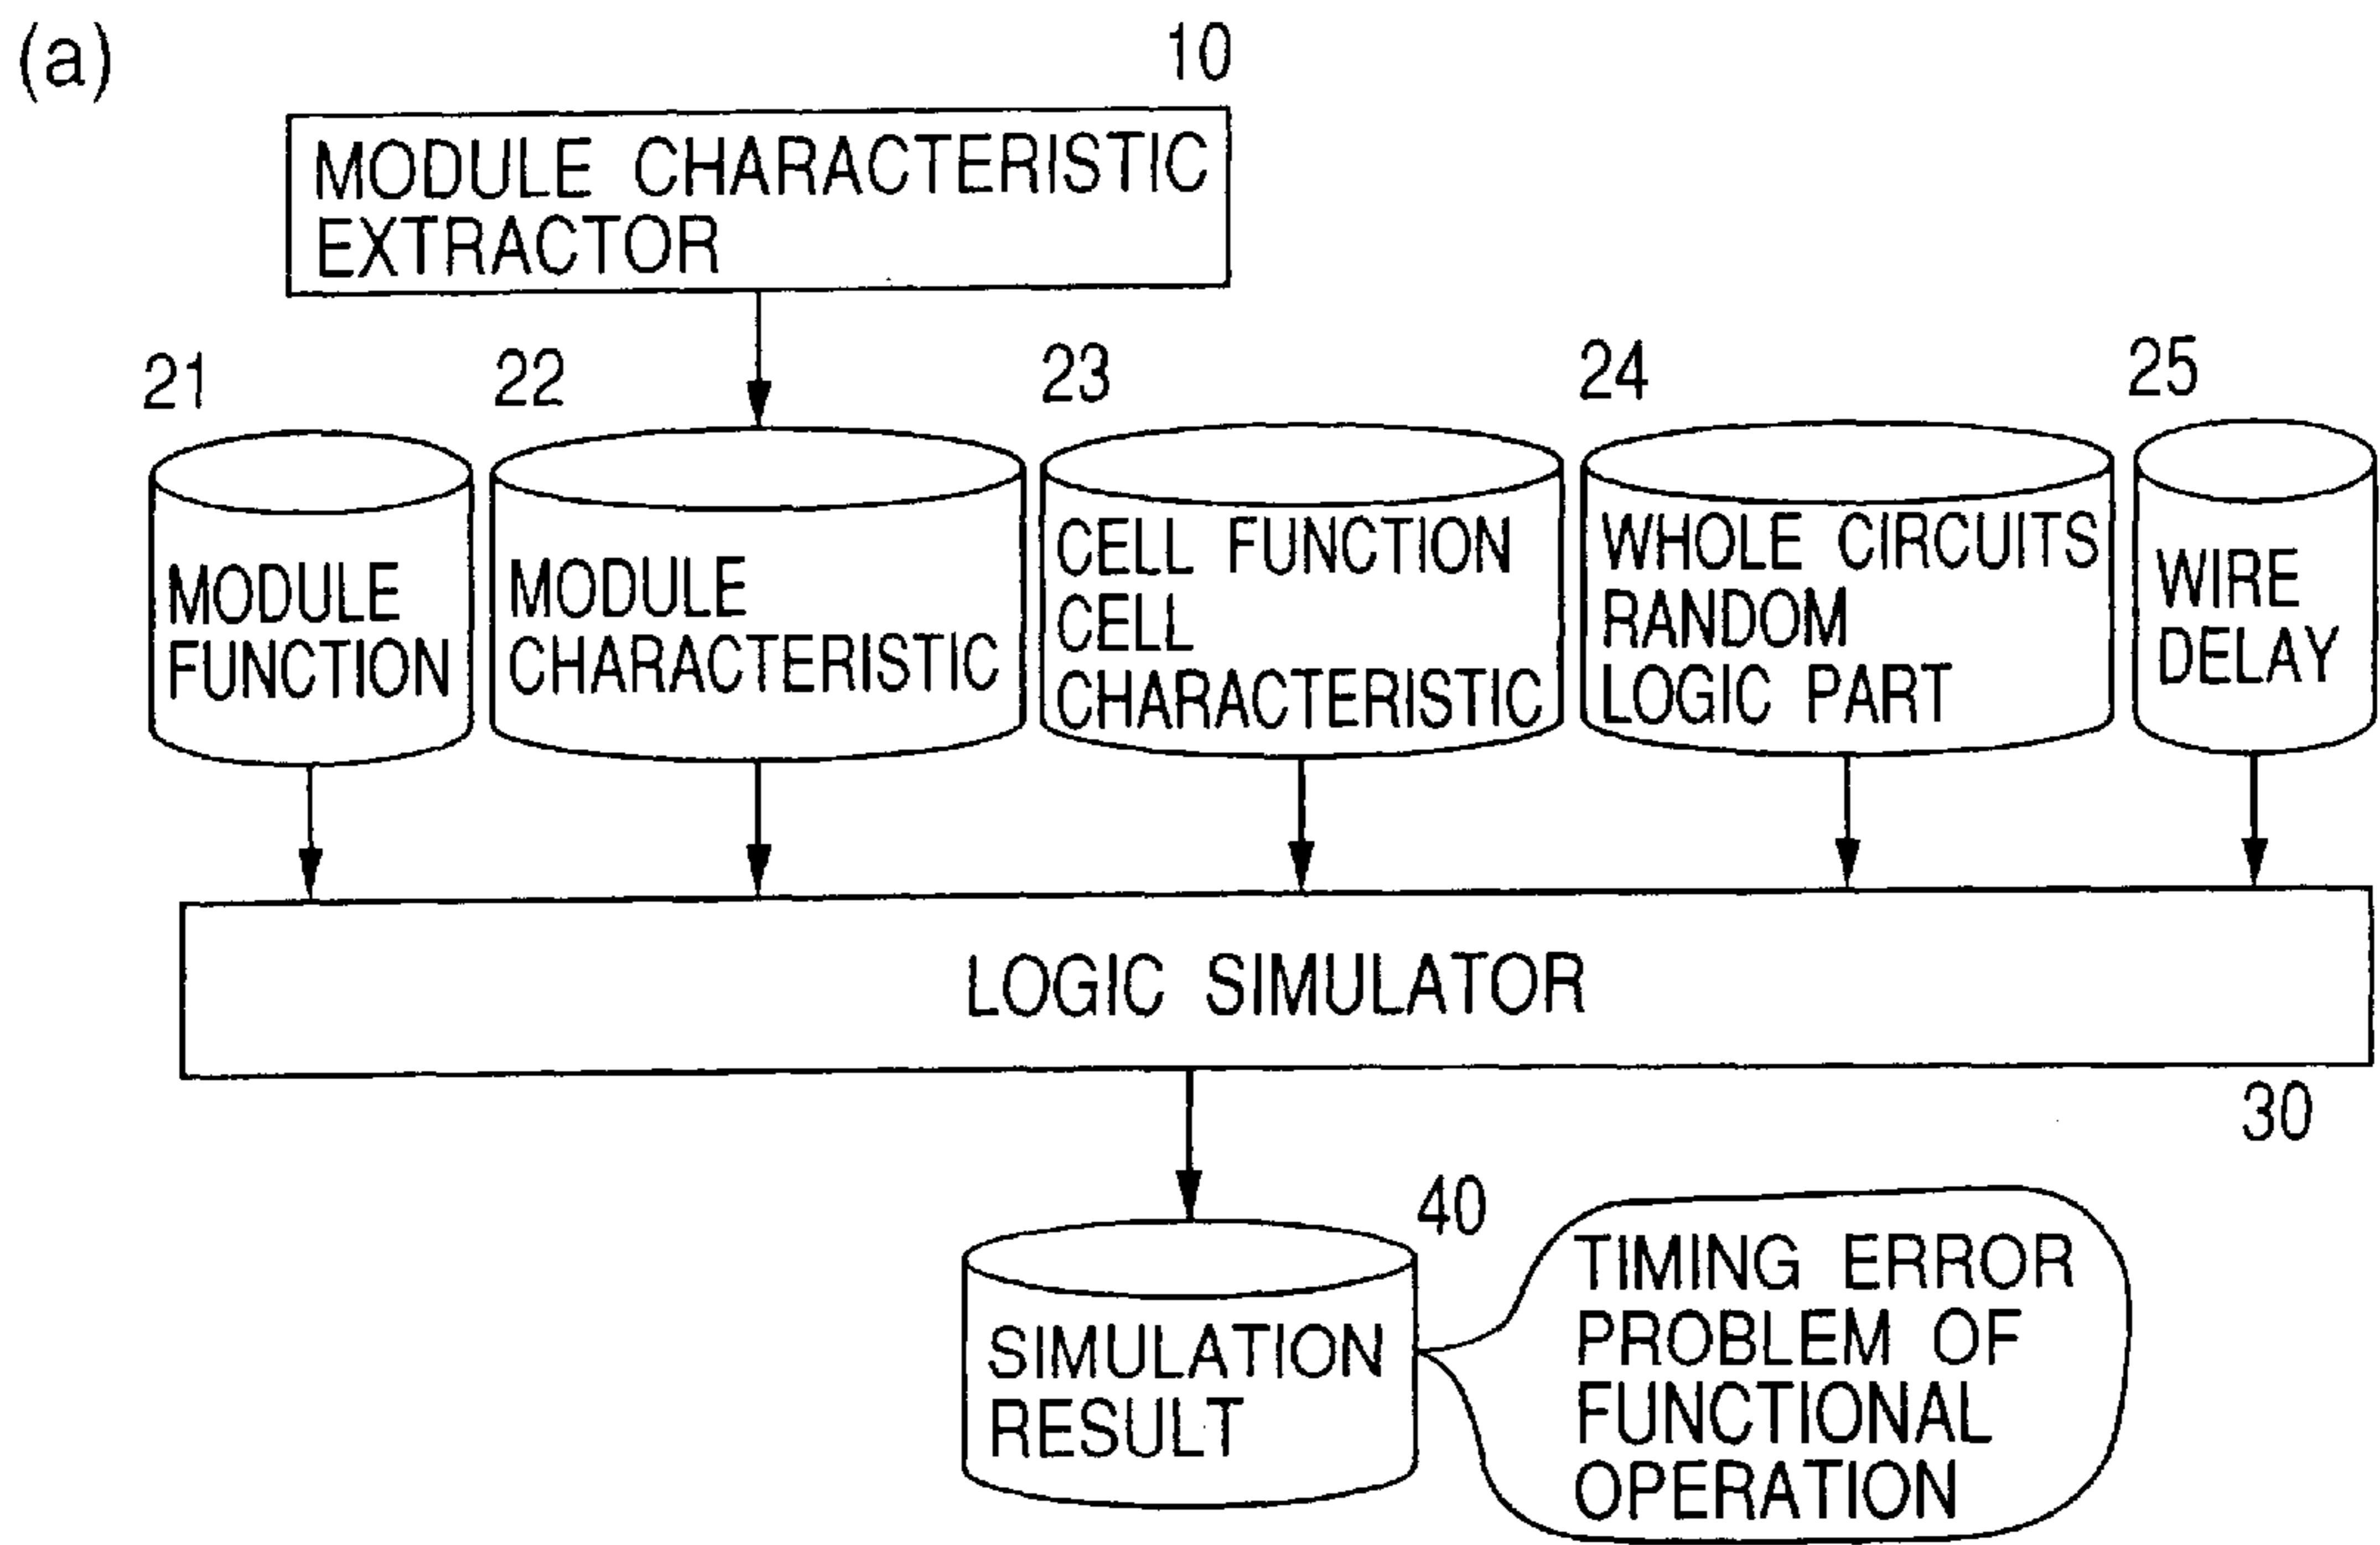 (a)
10
MODULE CHARACTERISTIC
EXTRACTOR
21
22
23
24
25
MODULE
FUNCTION
MODULE
CHARACTERISTIC
CELL FUNCTION
CELL
CHARACTERISTIC
WHOLE CIRCUITS
RANDOM
LOGIC PART
WIRE
DELAY
LOGIC SIMULATOR
30
40
SIMULATION
RESULT
TIMING ERROR
PROBLEM OF
FUNCTIONAL
OPERATION